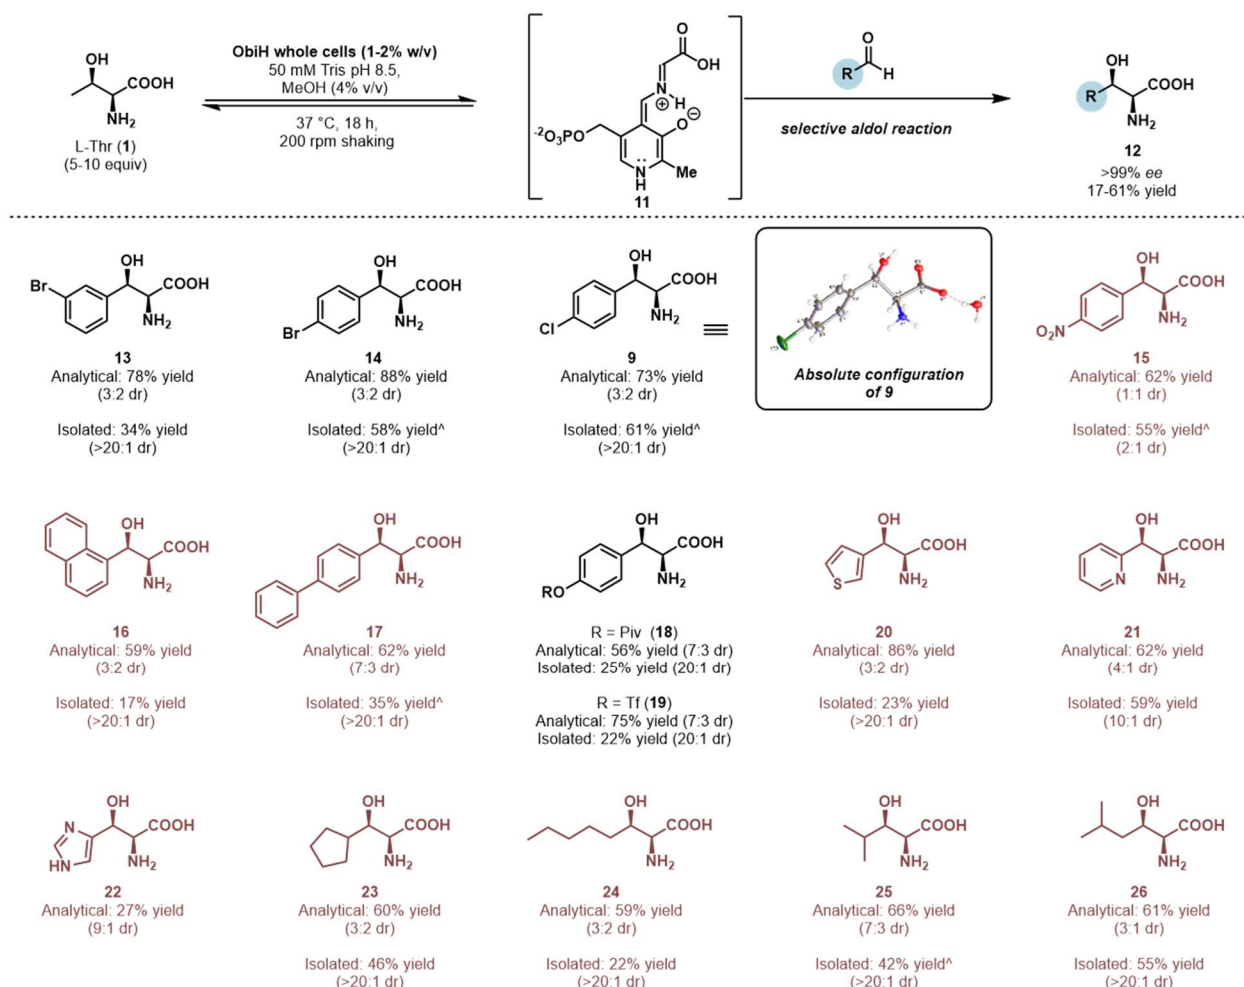 OH
COOH
NH₂
L-Thr (1)
(5-10 equiv)
ObiH whole cells (1-2% w/v)
50 mM Tris pH 8.5,
MeOH (4% v/v)
37 °C, 18 h,
200 rpm shaking
O
OH
N
H
⊕
O
⊖
⁻²O₃PO
N
H
Me
11
O
R
H
selective aldol reaction
OH
R
COOH
NH₂
12
>99% ee
17-61% yield
OH
Br
COOH
NH₂
13
Analytical: 78% yield
(3:2 dr)
Isolated: 34% yield
(>20:1 dr)
OH
COOH
Br
NH₂
14
Analytical: 88% yield
(3:2 dr)
Isolated: 58% yield^
(>20:1 dr)
OH
COOH
Cl
NH₂
9
Analytical: 73% yield
(3:2 dr)
Isolated: 61% yield^
(>20:1 dr)
Absolute configuration
of 9
OH
COOH
O₂N
NH₂
15
Analytical: 62% yield
(1:1 dr)
Isolated: 55% yield^
(2:1 dr)
OH
COOH
NH₂
16
Analytical: 59% yield
(3:2 dr)
Isolated: 17% yield
(>20:1 dr)
OH
COOH
NH₂
17
Analytical: 62% yield
(7:3 dr)
Isolated: 35% yield^
(>20:1 dr)
OH
COOH
RO
NH₂
R = Piv (18)
Analytical: 56% yield (7:3 dr)
Isolated: 25% yield (20:1 dr)
R = Tf (19)
Analytical: 75% yield (7:3 dr)
Isolated: 22% yield (20:1 dr)
OH
COOH
S
NH₂
20
Analytical: 86% yield
(3:2 dr)
Isolated: 23% yield
(>20:1 dr)
OH
COOH
N
NH₂
21
Analytical: 62% yield
(4:1 dr)
Isolated: 59% yield
(10:1 dr)
OH
N
COOH
HN
NH₂
22
Analytical: 27% yield
(9:1 dr)
OH
COOH
NH₂
23
Analytical: 60% yield
(3:2 dr)
Isolated: 46% yield
(>20:1 dr)
OH
COOH
NH₂
24
Analytical: 59% yield
(3:2 dr)
Isolated: 22% yield
(>20:1 dr)
OH
COOH
NH₂
25
Analytical: 66% yield
(7:3 dr)
Isolated: 42% yield^
(>20:1 dr)
OH
COOH
NH₂
26
Analytical: 61% yield
(3:1 dr)
Isolated: 55% yield
(>20:1 dr)